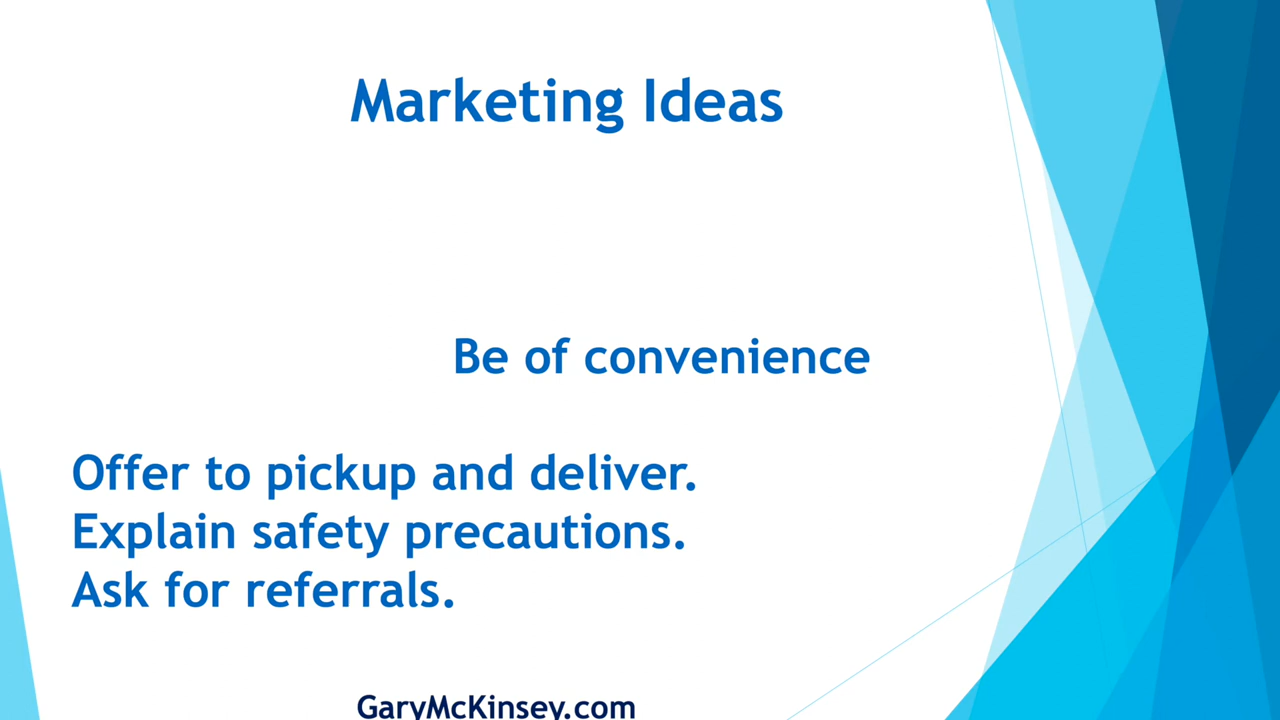 Marketing Ideas
Be of convenience
Offer to pickup and deliver.
Explain safety precautions.
Ask for referrals.
GaryMcKinsey.com